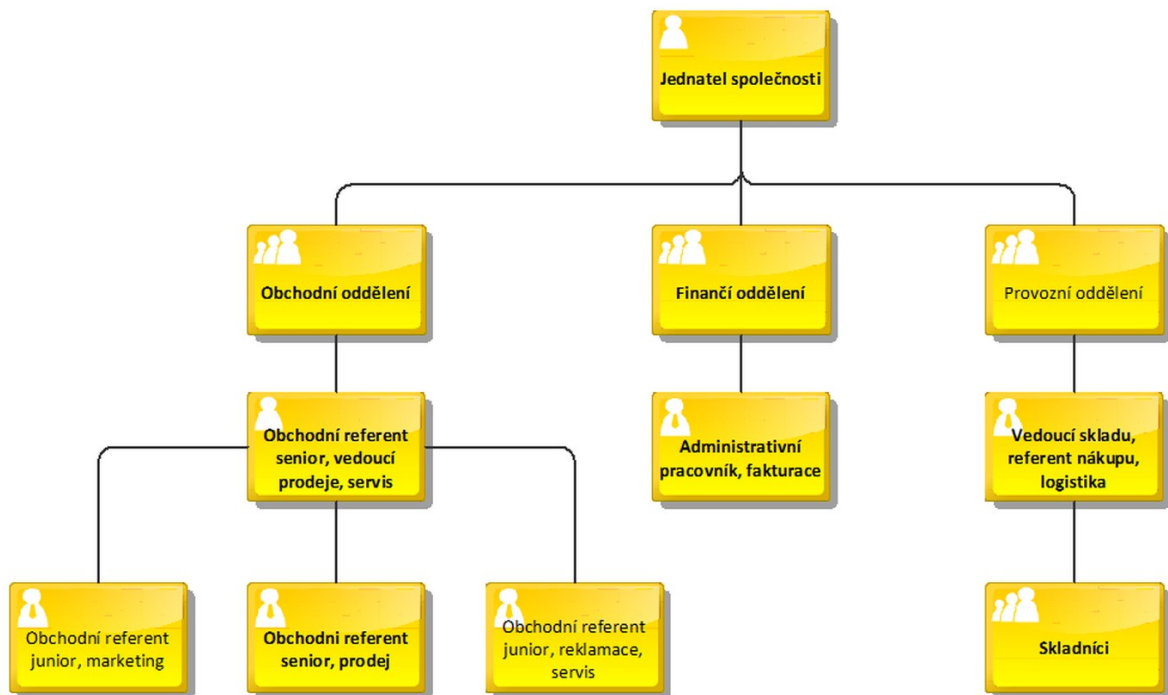 Jednatel společnosti
Obchodní oddělení
Finančí oddělení
Provozní oddělení
Obchodní referent
senior, vedoucí
prodeje, servis
Administrativní
pracovník, fakturace
Vedoucí skladu,
referent nákupu,
logistika
Obchodní referent
junior, marketing
Obchodni referent
senior, prodej
Obchodní referent
junior, reklamace,
servis
Skladníci